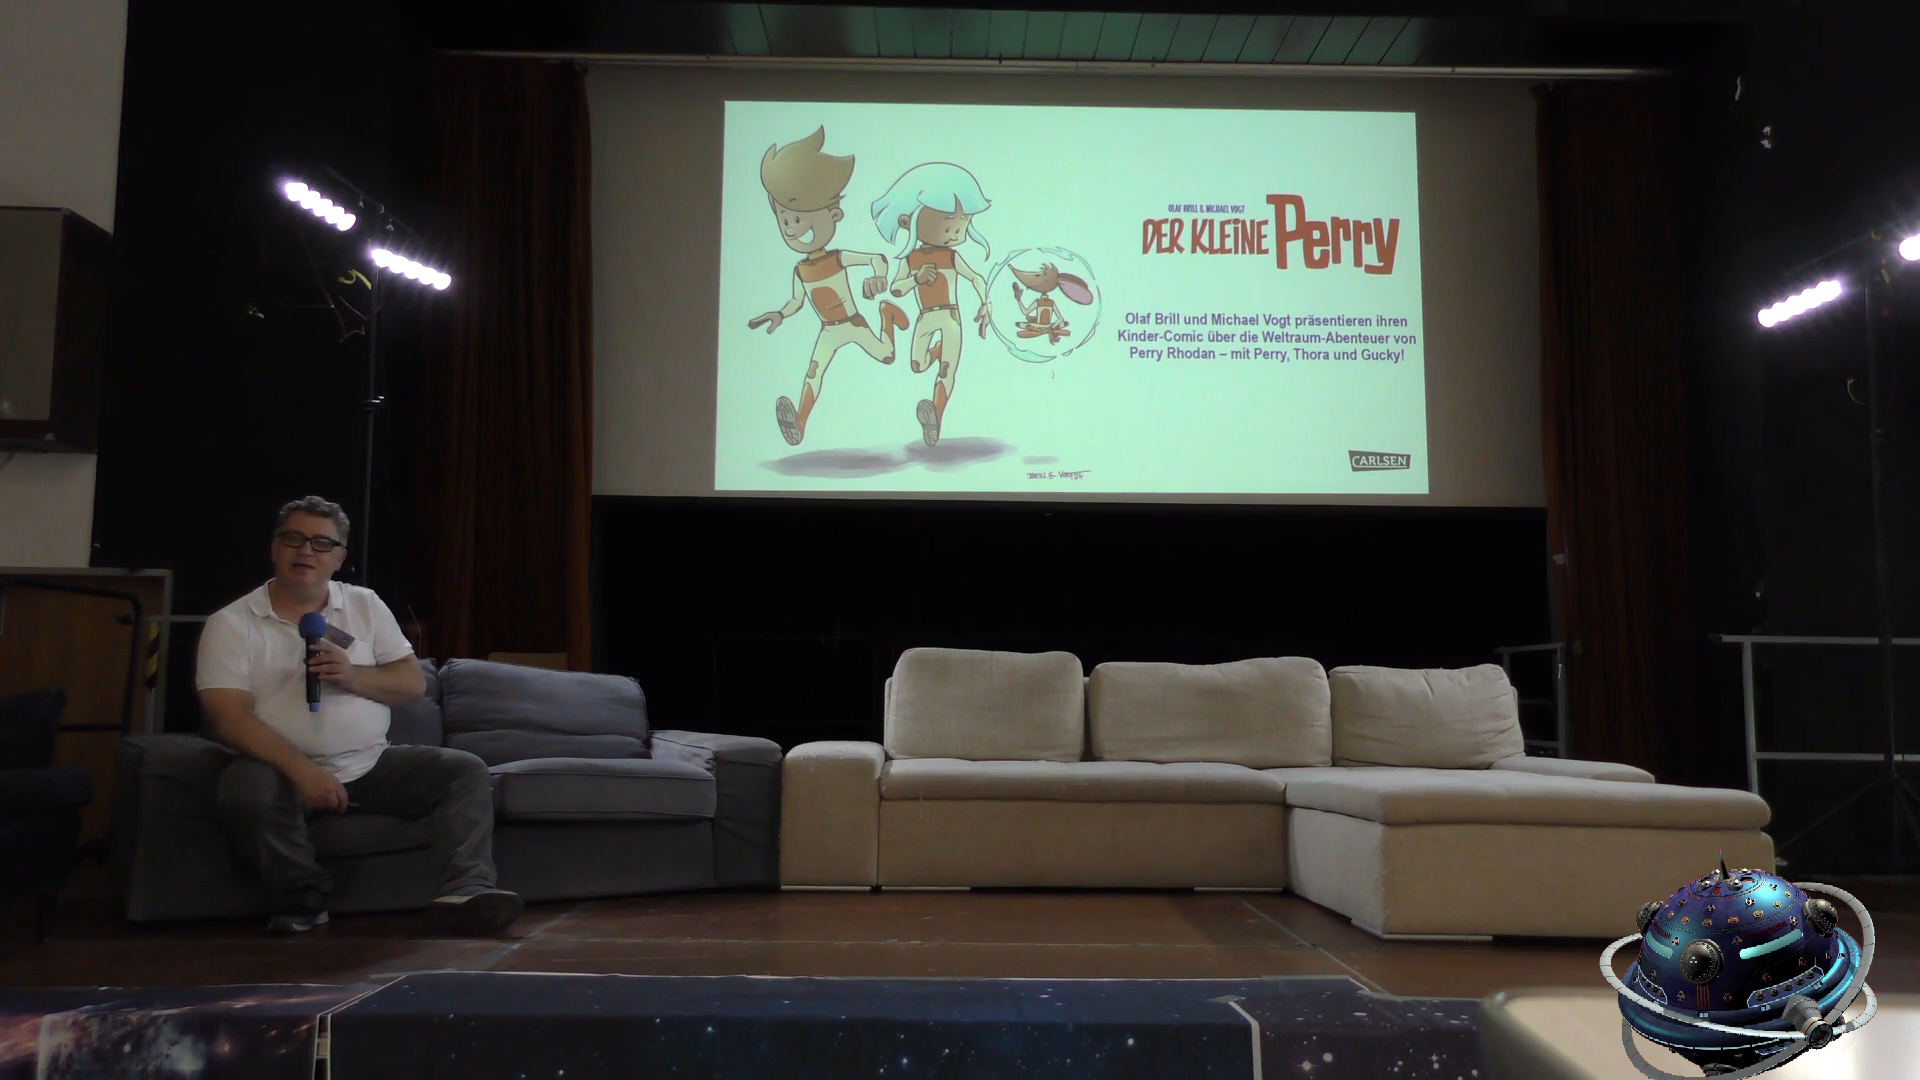 OLAF BRILL & MICHAEL VOGT
DER KLEINE Perry
Olaf Brill und Michael Vogt präsentieren ihren
Kinder-Comic über die Weltraum-Abenteuer von
Perry Rhodan – mit Perry, Thora und Gucky!
CARLSEN